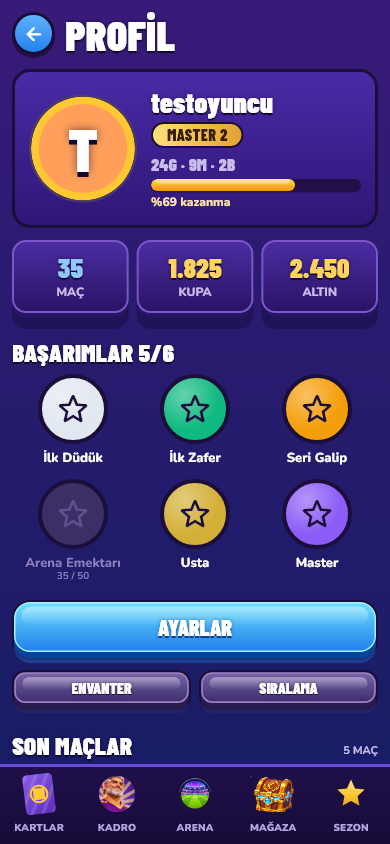 PROFİL
T
testoyuncu
MASTER 2
24G · 9M · 2B
%69 kazanma
35
MAÇ
1.825
KUPA
2.450
ALTIN
BAŞARIMLAR 5/6
İlk Düdük
İlk Zafer
Seri Galip
Arena Emektarı
35 / 50
Usta
Master
AYARLAR
ENVANTER
SIRALAMA
SON MAÇLAR
5 MAÇ
KARTLAR
KADRO
ARENA
MAĞAZA
SEZON